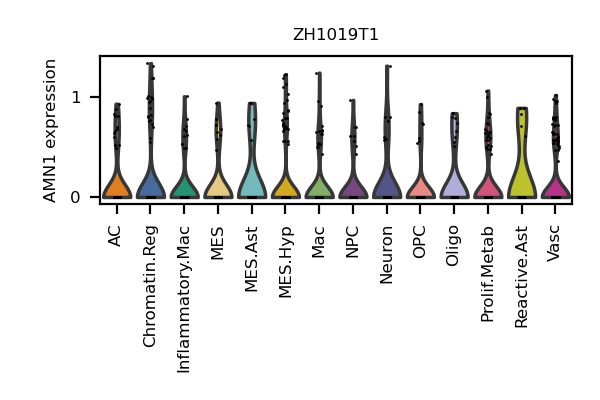 ZH1019T1
AMN1 expression
1
0
AC
Chromatin.Reg
Inflammatory.Mac
MES
MES.Ast
MES.Hyp
Mac
NPC
Neuron
OPC
Oligo
Prolif.Metab
Reactive.Ast
Vasc